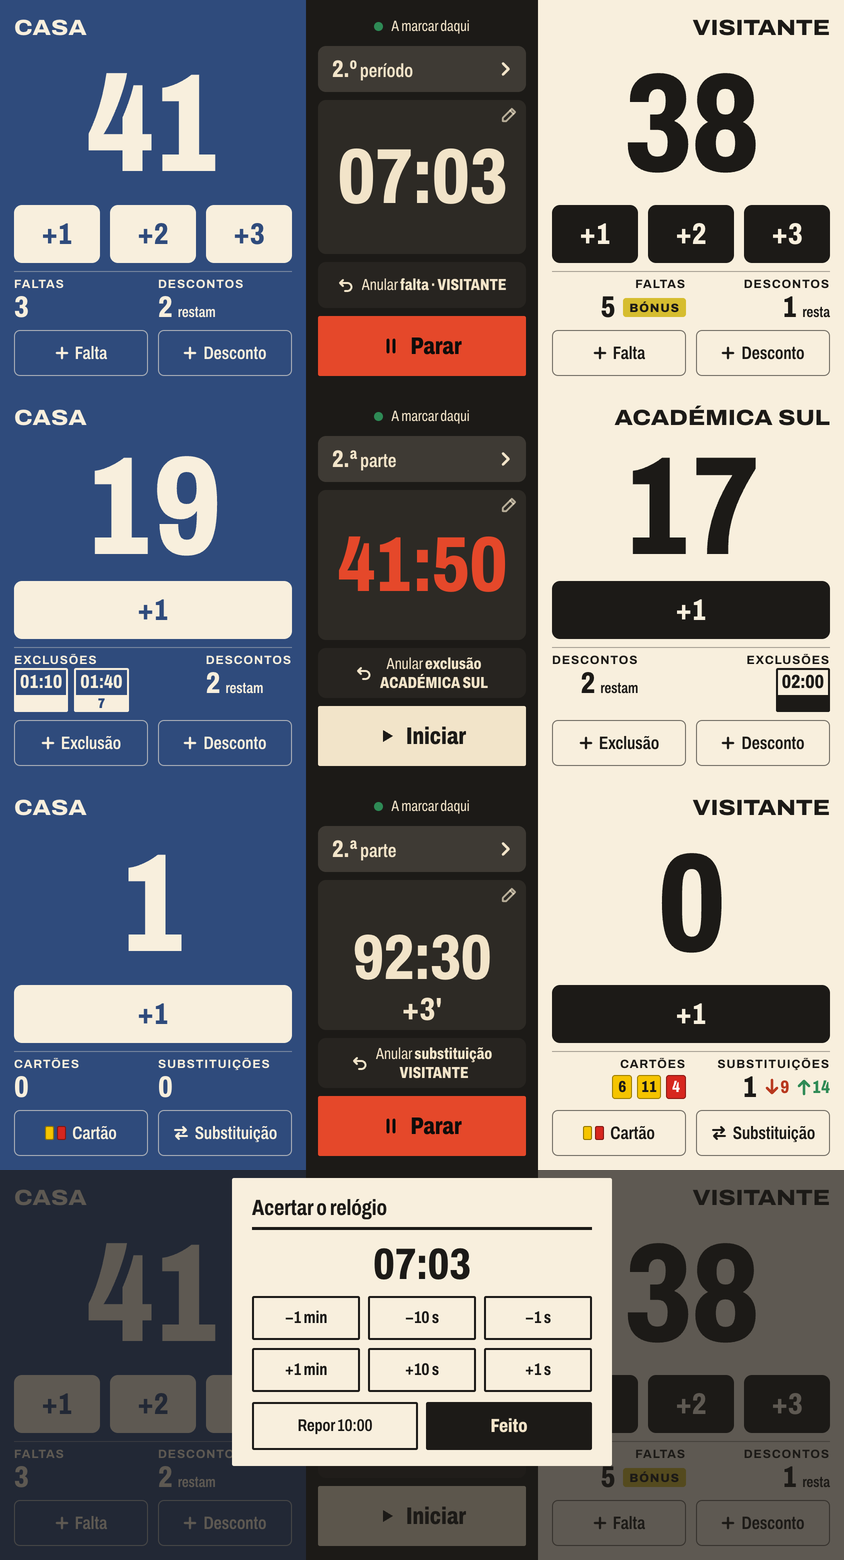 CASA
41
+1 +2 +3
FALTAS DESCONTOS
3 2 restam
+ Falta + Desconto
A marcar daqui
2.º período
07:03
Anular falta · VISITANTE
Parar
VISITANTE
38
+1 +2 +3
FALTAS DESCONTOS
5 BÓNUS 1 resta
+ Falta + Desconto
CASA
19
+1
EXCLUSÕES DESCONTOS
01:10 01:40 2 restam
7
+ Exclusão + Desconto
A marcar daqui
2.ª parte
41:50
Anular exclusão
ACADÉMICA SUL
Iniciar
ACADÉMICA SUL
17
+1
DESCONTOS EXCLUSÕES
2 restam 02:00
+ Exclusão + Desconto
CASA
1
+1
CARTÕES SUBSTITUIÇÕES
0 0
Cartão Substituição
A marcar daqui
2.ª parte
92:30
+3'
Anular substituição
VISITANTE
Parar
VISITANTE
0
+1
CARTÕES SUBSTITUIÇÕES
6 11 4 1 ↓9 ↑14
Cartão Substituição
CASA
41
+1 +2
FALTAS DESCONTO
3 2 restam
+ Falta + Desconto
Acertar o relógio
07:03
−1 min −10 s −1 s
+1 min +10 s +1 s
Repor 10:00 Feito
Iniciar
VISITANTE
38
+2 +3
FALTAS DESCONTOS
5 BÓNUS 1 resta
+ Falta + Desconto